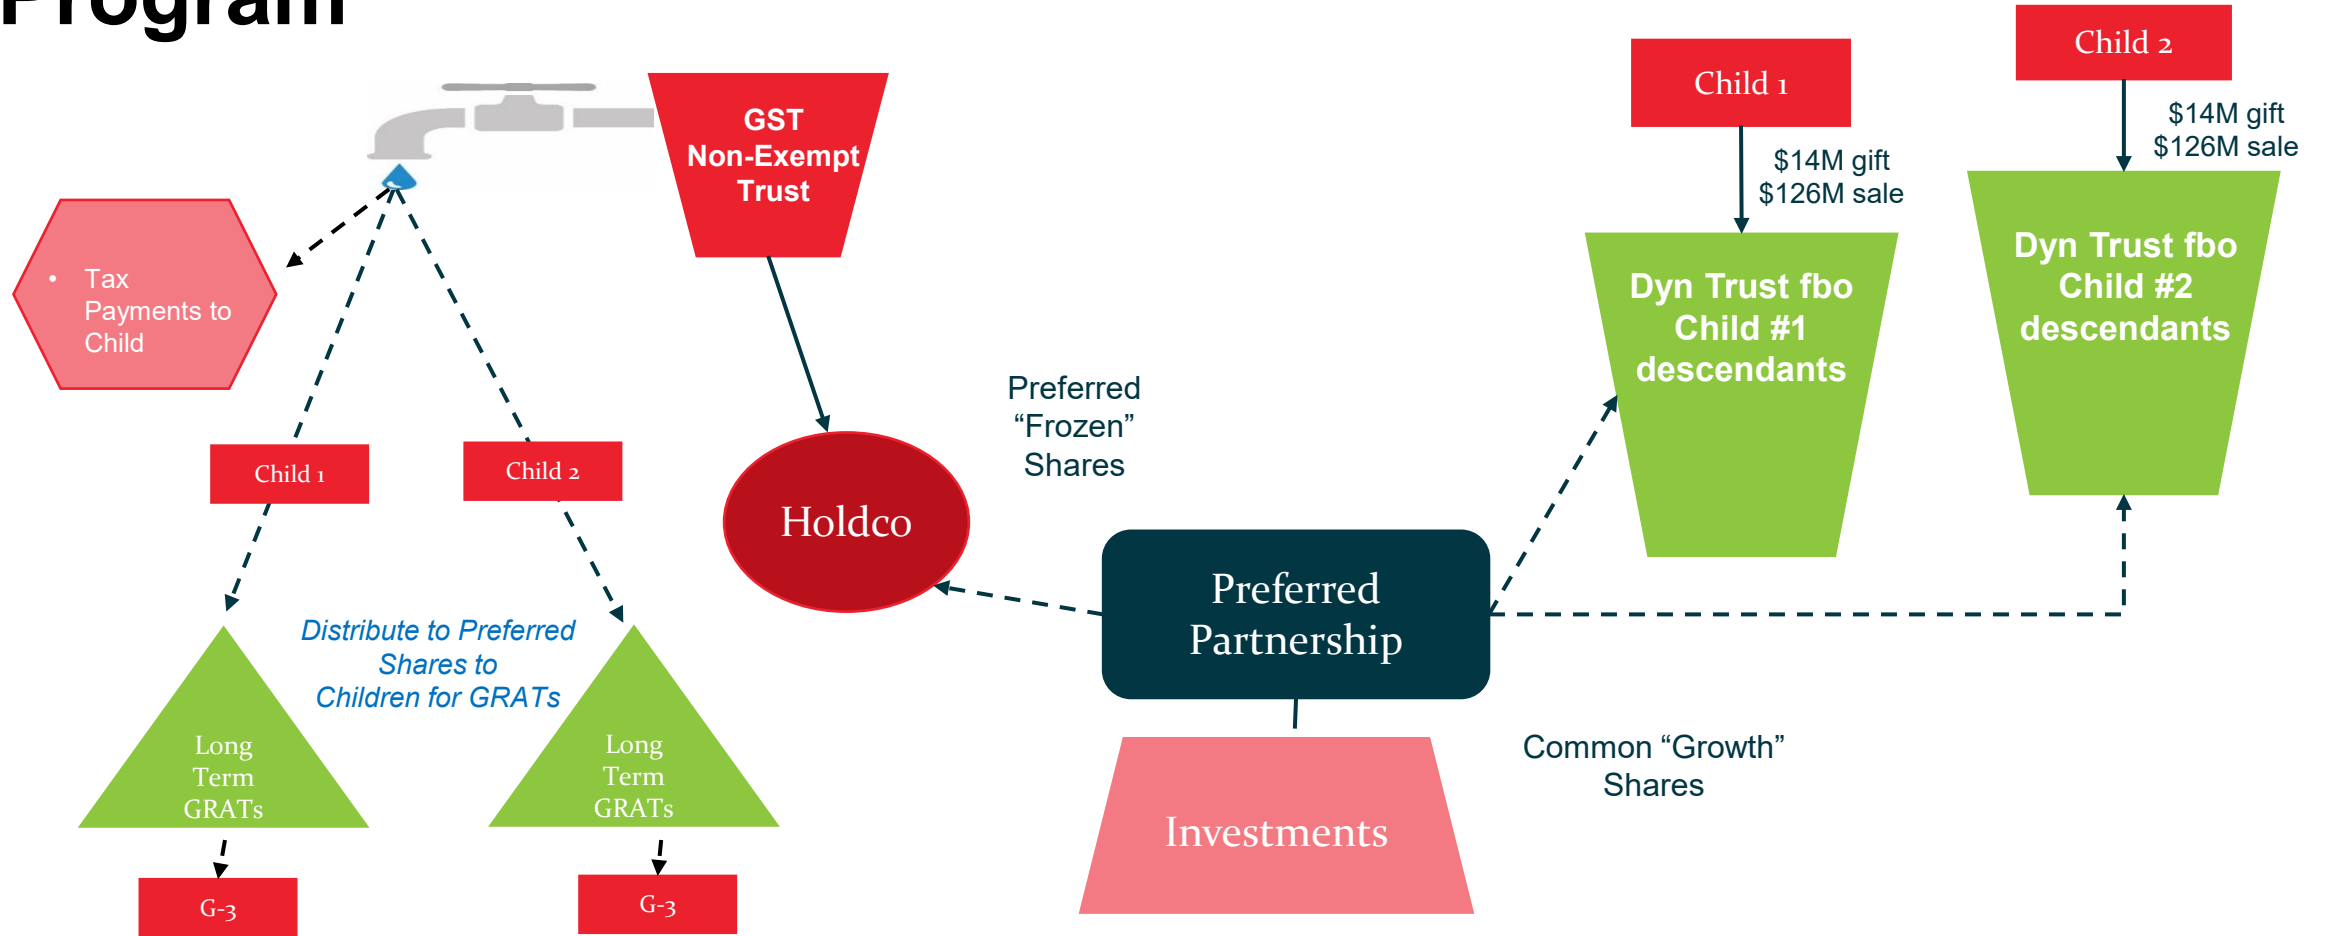 Program
GST
Non-Exempt
Trust
Child 1
$14M gift
$126M sale
Child 2
$14M gift
$126M sale
Dyn Trust fbo
Child #1
descendants
Dyn Trust fbo
Child #2
descendants
• Tax
Payments to
Child
Child 1
Child 2
Preferred
“Frozen”
Shares
Holdco
Preferred
Partnership
Distribute to Preferred
Shares to
Children for GRATs
Long
Term
GRATs
Long
Term
GRATs
Common “Growth”
Shares
Investments
G-3
G-3